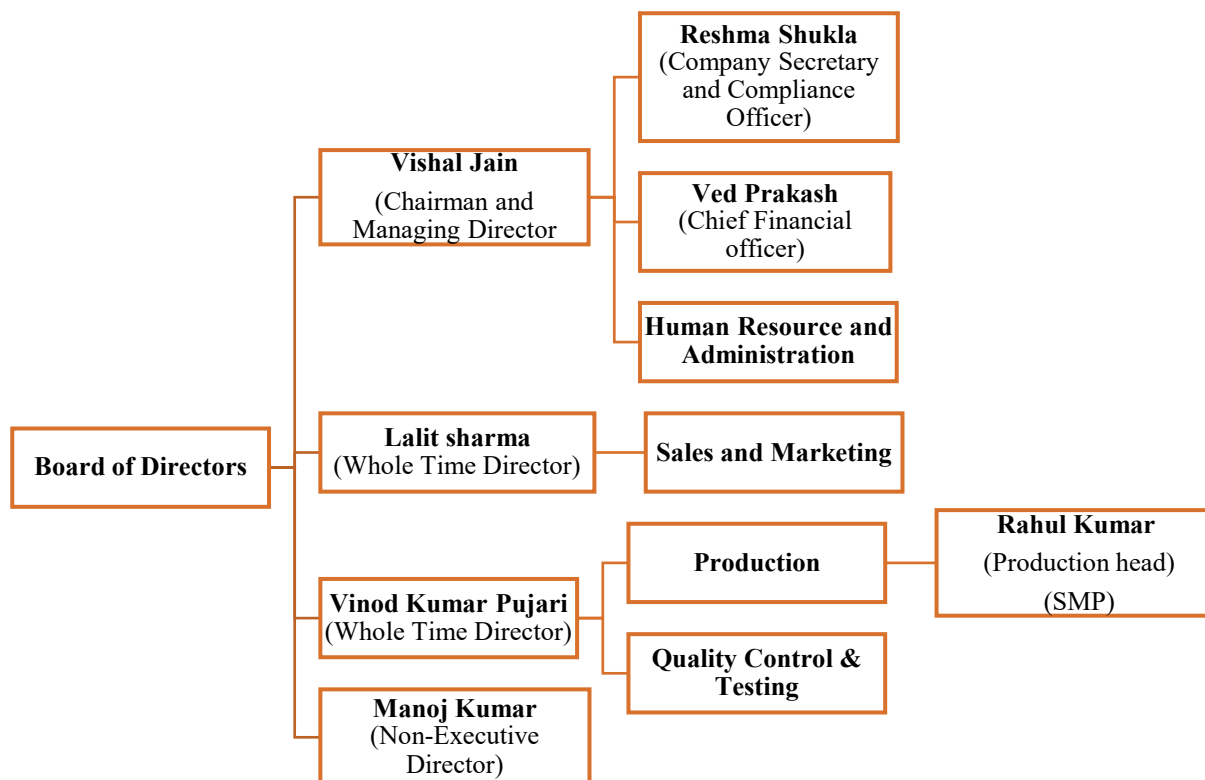 Reshma Shukla
(Company Secretary
and Compliance
Officer)
Vishal Jain
(Chairman and
Managing Director
Ved Prakash
(Chief Financial
officer)
Human Resource and
Administration
Board of Directors
Lalit sharma
(Whole Time Director)
Sales and Marketing
Rahul Kumar
(Production head)
(SMP)
Production
Vinod Kumar Pujari
(Whole Time Director)
Quality Control &
Testing
Manoj Kumar
(Non-Executive
Director)